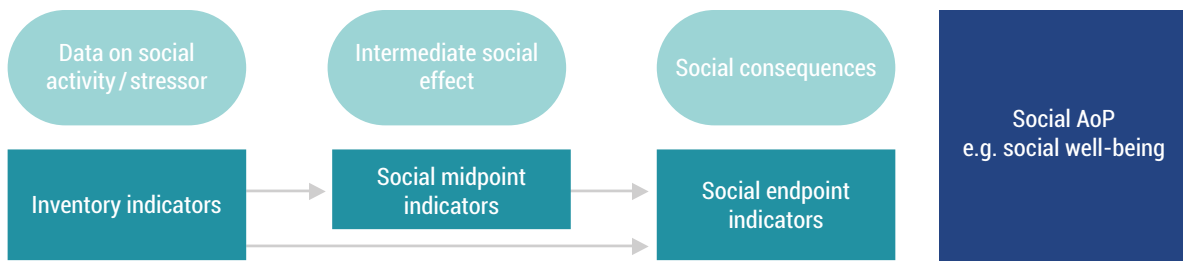 Data on social
activity / stressor
Intermediate social
effect
Social consequences
Social AoP
e.g. social well-being
Inventory indicators
Social midpoint
indicators
Social endpoint
indicators